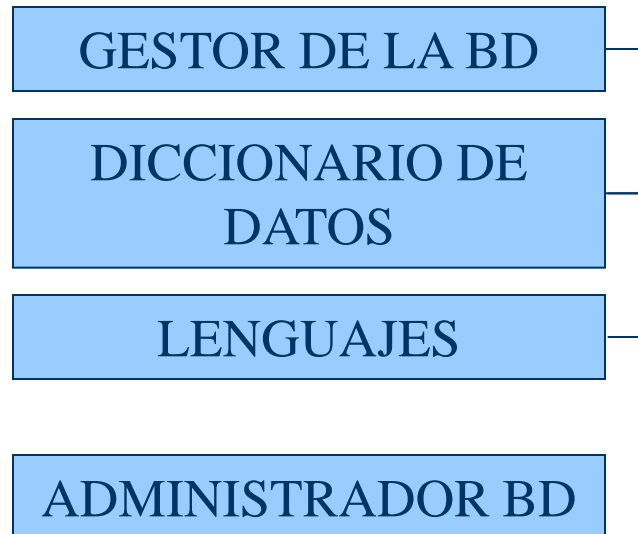 GESTOR DE LA BD
DICCIONARIO DE
DATOS
LENGUAJES
ADMINISTRADOR BD